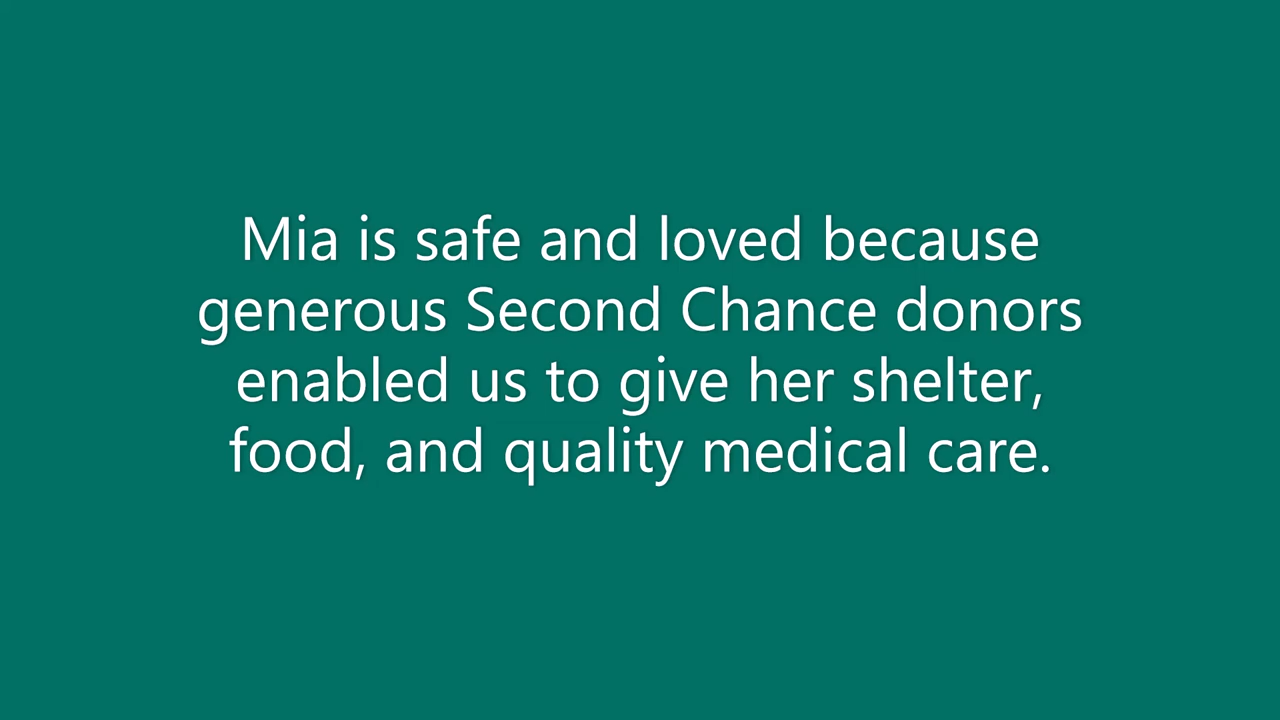 Mia is safe and loved because
generous Second Chance donors
enabled us to give her shelter,
food, and quality medical care.